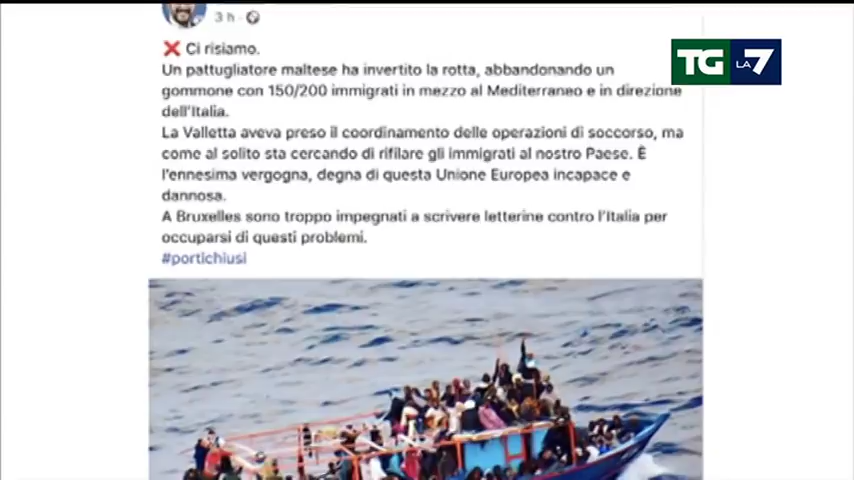 3 h ·
❌ Ci risiamo.
Un pattugliatore maltese ha invertito la rotta, abbandonando un
gommone con 150/200 immigrati in mezzo al Mediterraneo e in direzione
dell'Italia.
La Valletta aveva preso il coordinamento delle operazioni di soccorso, ma
come al solito sta cercando di rifilare gli immigrati al nostro Paese. È
l'ennesima vergogna, degna di questa Unione Europea incapace e
dannosa.
A Bruxelles sono troppo impegnati a scrivere letterine contro l'Italia per
occuparsi di questi problemi.
#portichiusi
TG LA 7